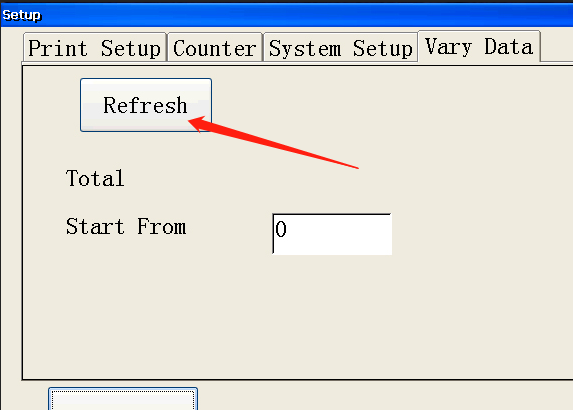 Setup
Print Setup Counter System Setup Vary Data
Refresh
Total
Start From 0